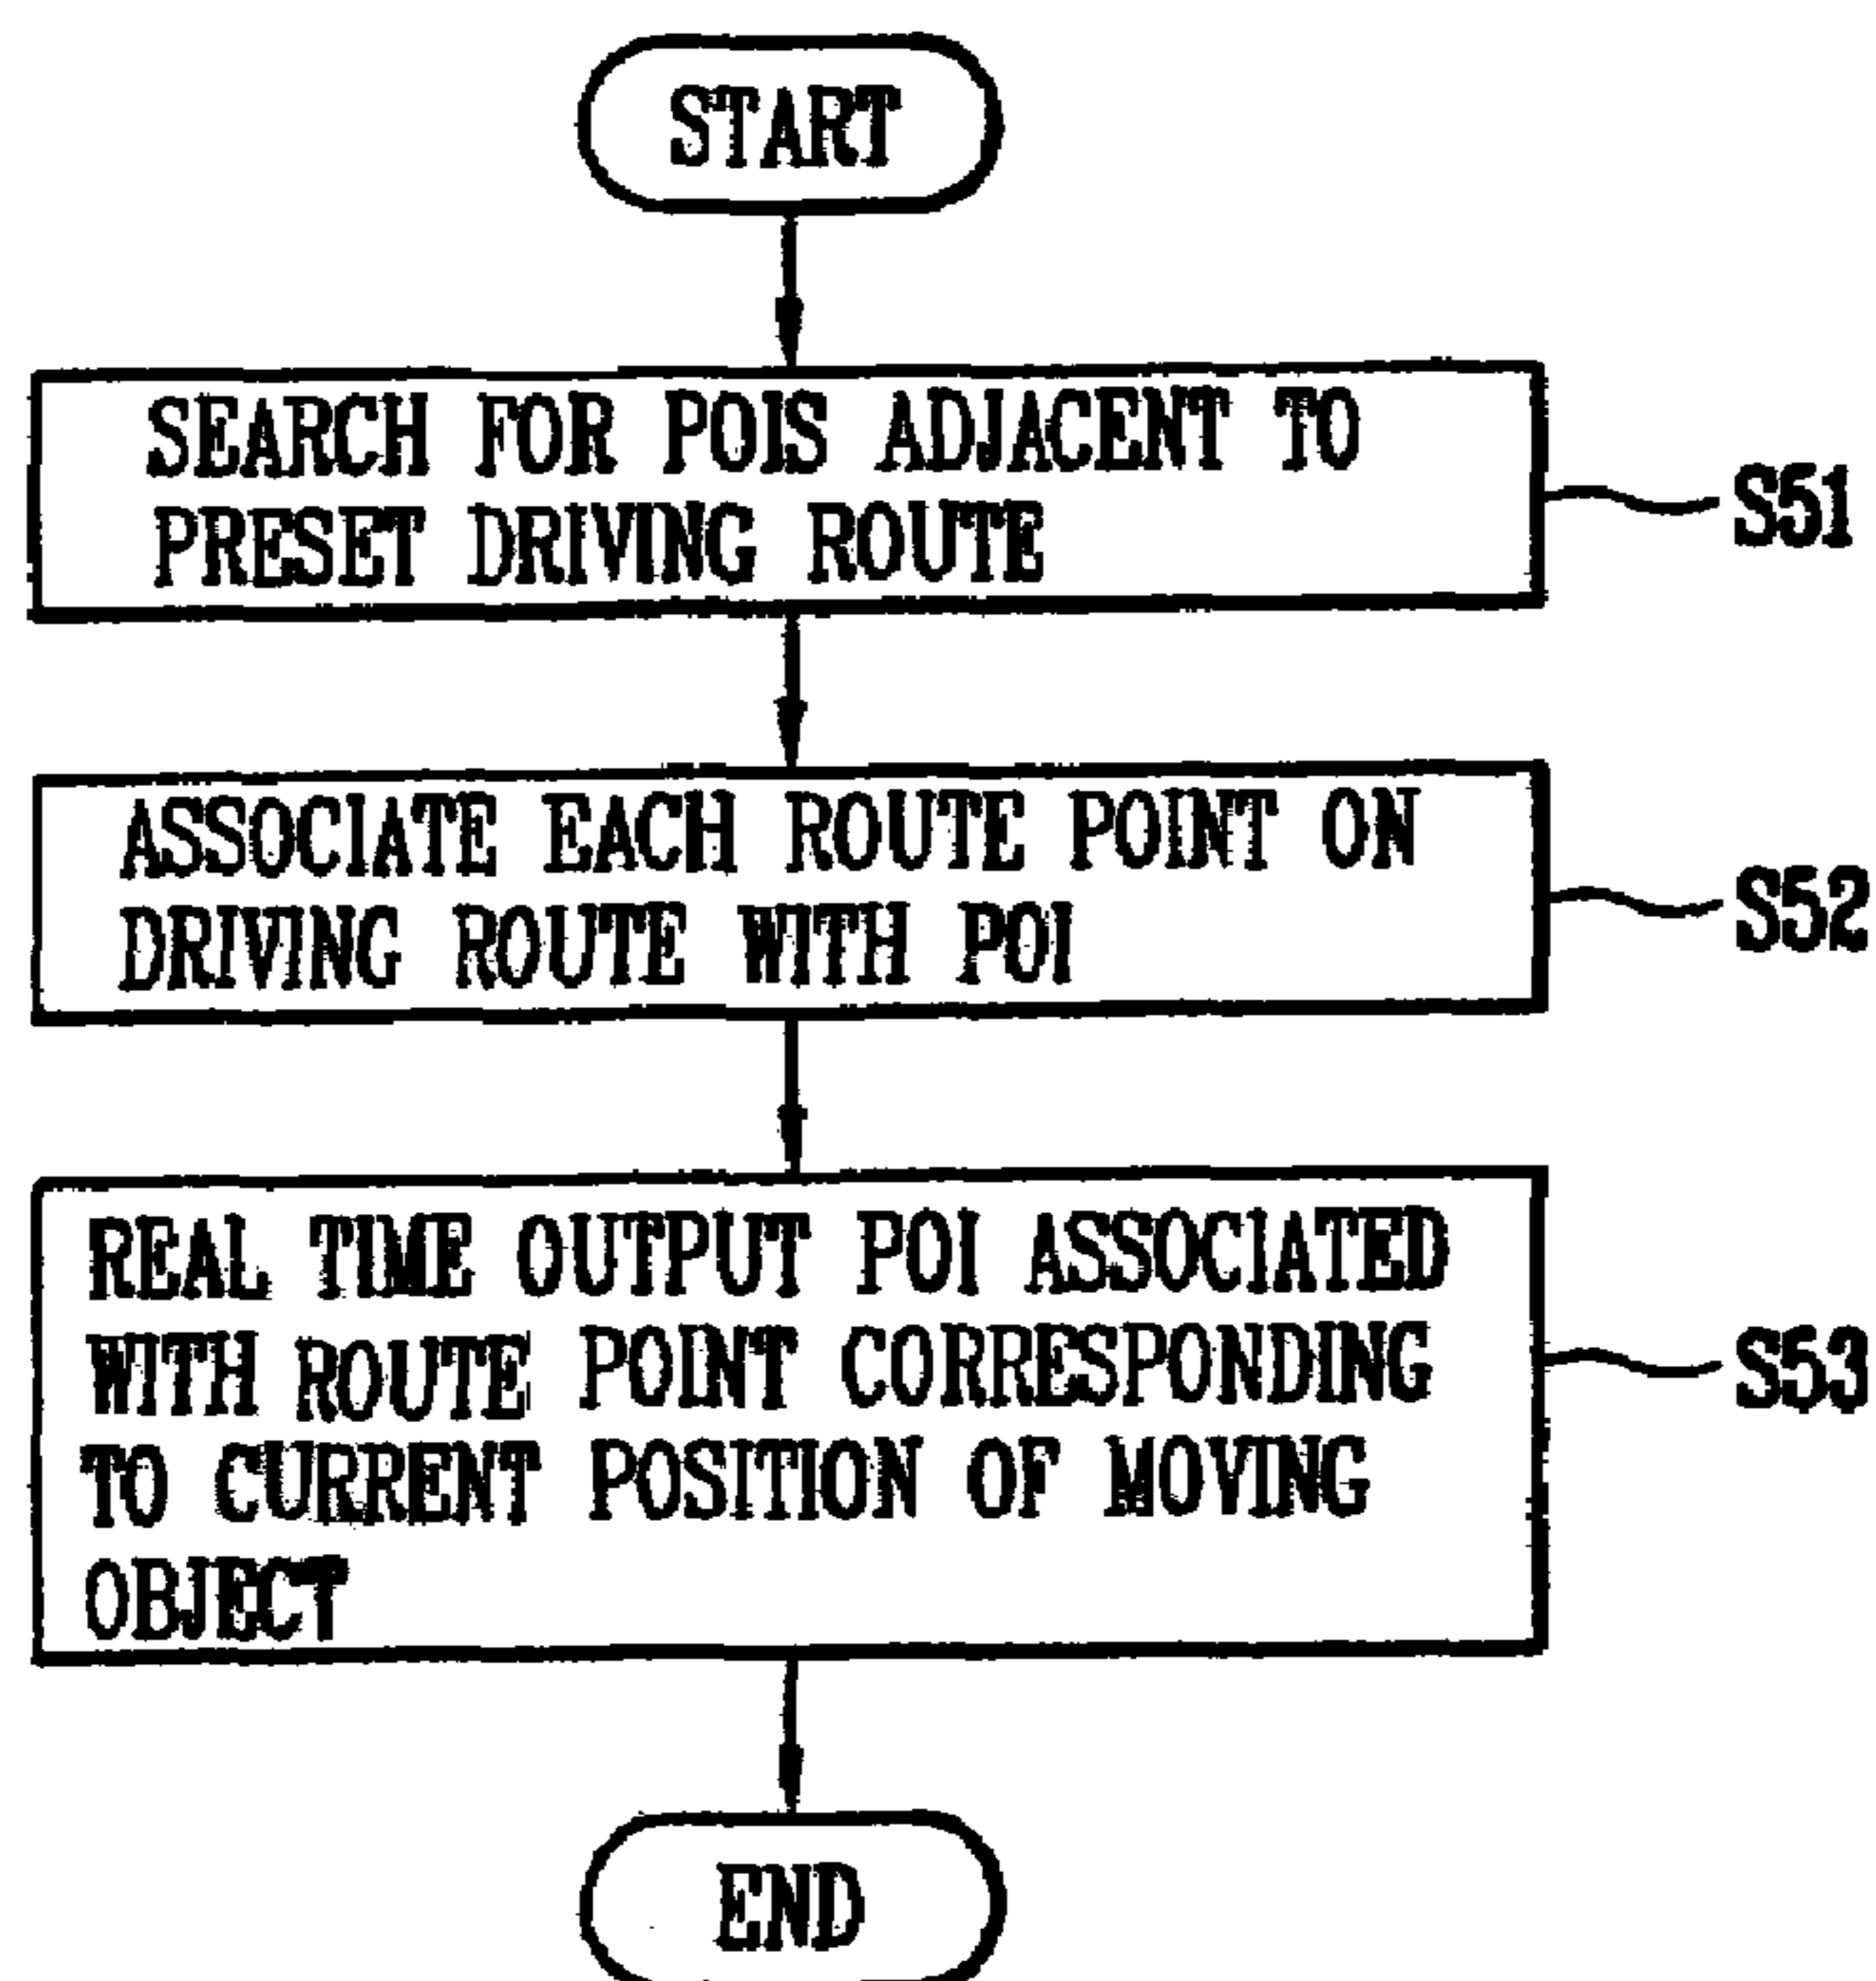 START
SEARCH FOR POIS ADJACENT TO
PRESET DRIVING ROUTE
S51
ASSOCIATE EACH ROUTE POINT ON
DRIVING ROUTE WITH POI
S52
REAL TIME OUTPUT POI ASSOCIATED
WITH ROUTE POINT CORRESPONDING
TO CURRENT POSITION OF MOVING
OBJECT
S53
END